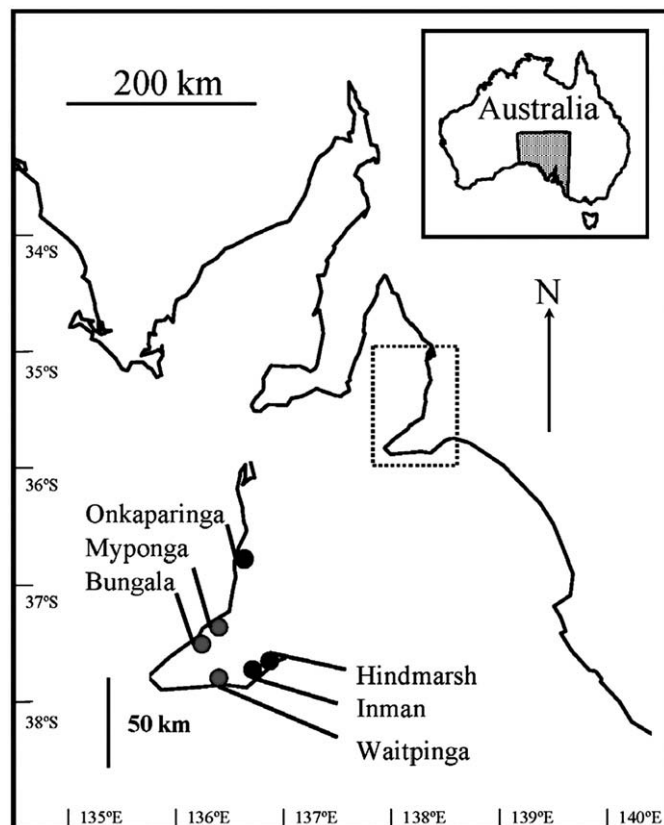 200 km
Australia
N
34ºS
35ºS
36ºS
37ºS
38ºS
Onkaparinga
Myponga
Bungala
Hindmarsh
Inman
Waitpinga
50 km
135ºE
136ºE
137ºE
138ºE
139ºE
140ºE